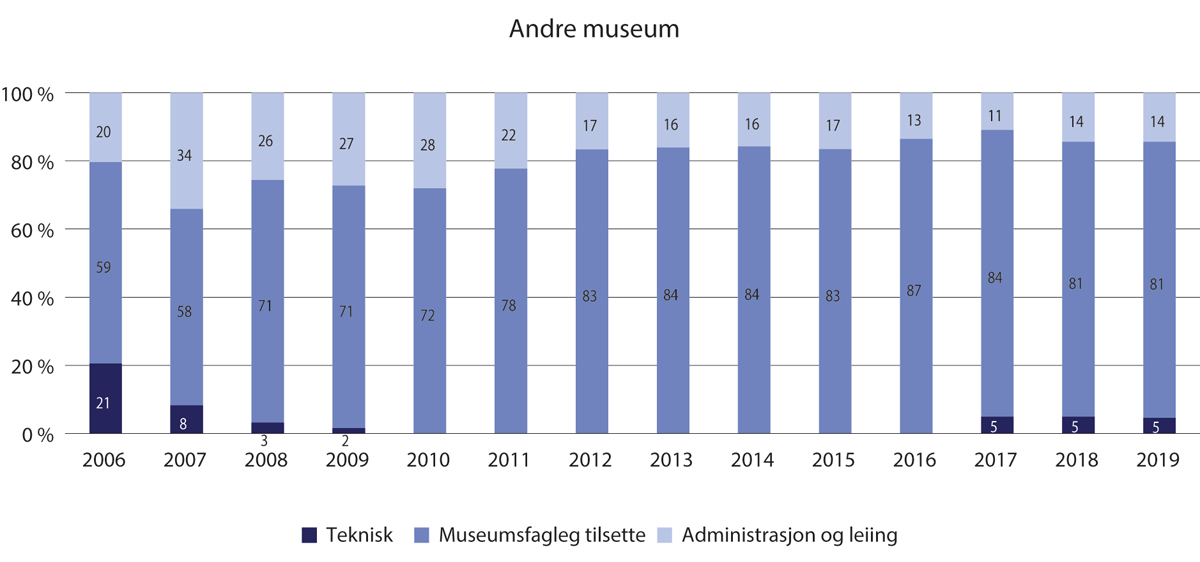 Andre museum
100 %
80 %
60 %
40 %
20 %
0 %
20 34 26 27 28 22 17 16 16 17 13 11 14 14
59 58 71 71 72 78 83 84 84 83 87 84 81 81
21 8 3 2 5 5 5
2006 2007 2008 2009 2010 2011 2012 2013 2014 2015 2016 2017 2018 2019
Teknisk Museumsfagleg tilsette Administrasjon og leiing